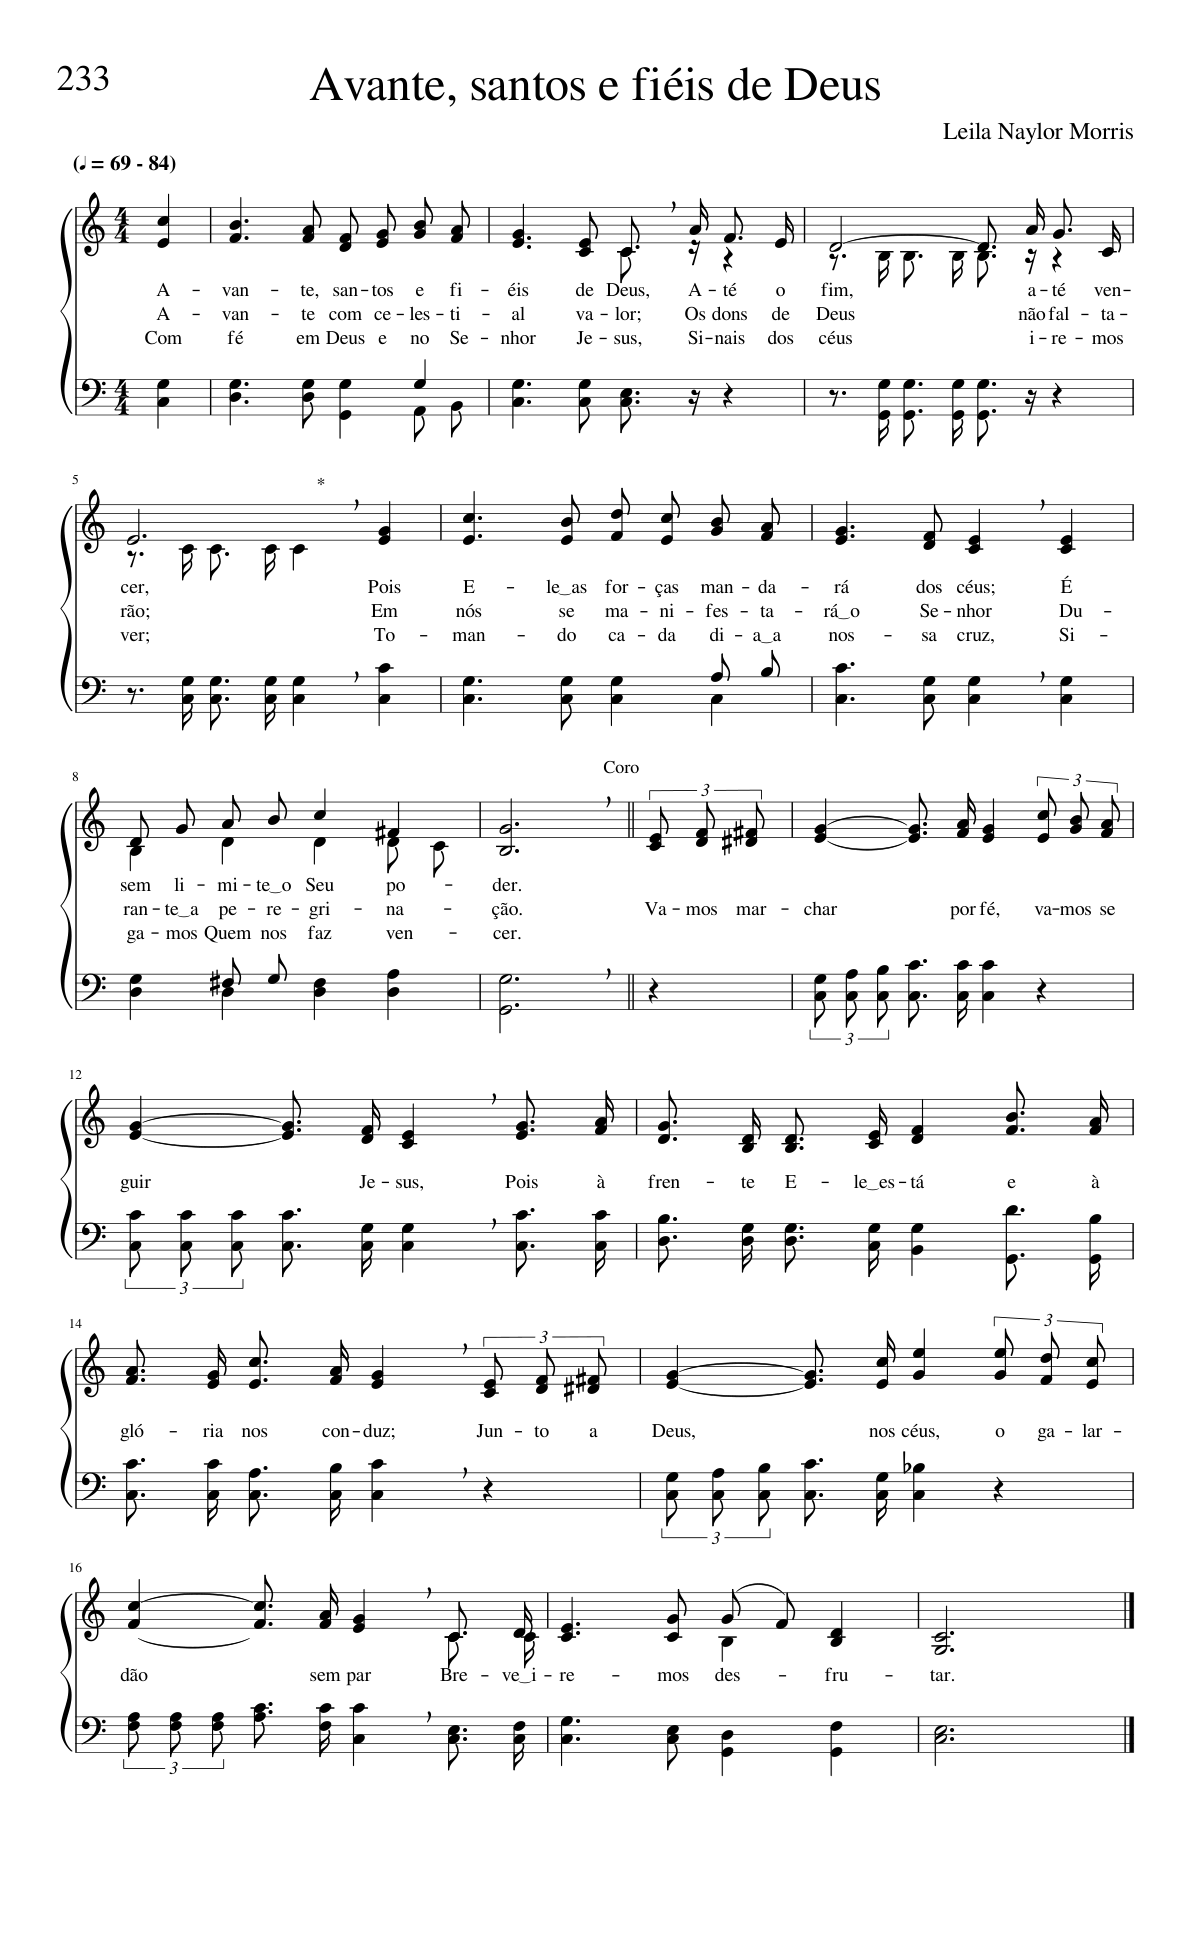 233
Avante, santos e fiéis de Deus
Leila Naylor Morris
(♩ = 69 - 84)
A - van - te, san - tos e fi - éis de Deus, A - té o fim, a - té ven -
A - van - te com ce - les - ti - al va - lor; Os dons de Deus não fal - ta -
Com fé em Deus e no Se - nhor Je - sus, Si - nais dos céus i - re - mos
5
*
cer, Pois E - le‿as for - ças man - da - rá dos céus; É
rão; Em nós se ma - ni - fes - ta - rá‿o Se - nhor Du -
ver; To - man - do ca - da di - a‿a nos - sa cruz, Si -
Coro
8
3 3
sem li - mi - te‿o Seu po - der.
ran - te‿a pe - re - gri - na - ção. Va - mos mar - char por fé, va - mos se
ga - mos Quem nos faz ven - cer.
3
12
guir Je - sus, Pois à fren - te E - le‿es - tá e à
3
14
3 3
gló - ria nos con - duz; Jun - to a Deus, nos céus, o ga - lar -
3
16
dão sem par Bre - ve‿i - re - mos des - fru - tar.
3